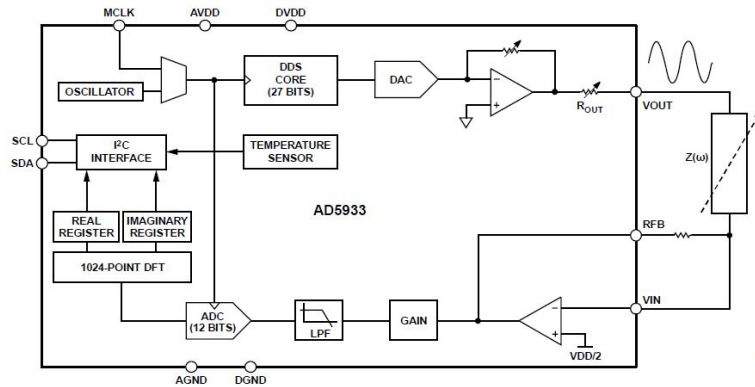 MCLK
AVDD
DVDD
OSCILLATOR
DDS
CORE
(27 BITS)
DAC
ROUT
VOUT
SCL
SDA
I²C
INTERFACE
TEMPERATURE
SENSOR
Z(ω)
REAL
REGISTER
IMAGINARY
REGISTER
AD5933
RFB
1024-POINT DFT
ADC
(12 BITS)
LPF
GAIN
VIN
VDD/2
AGND
DGND